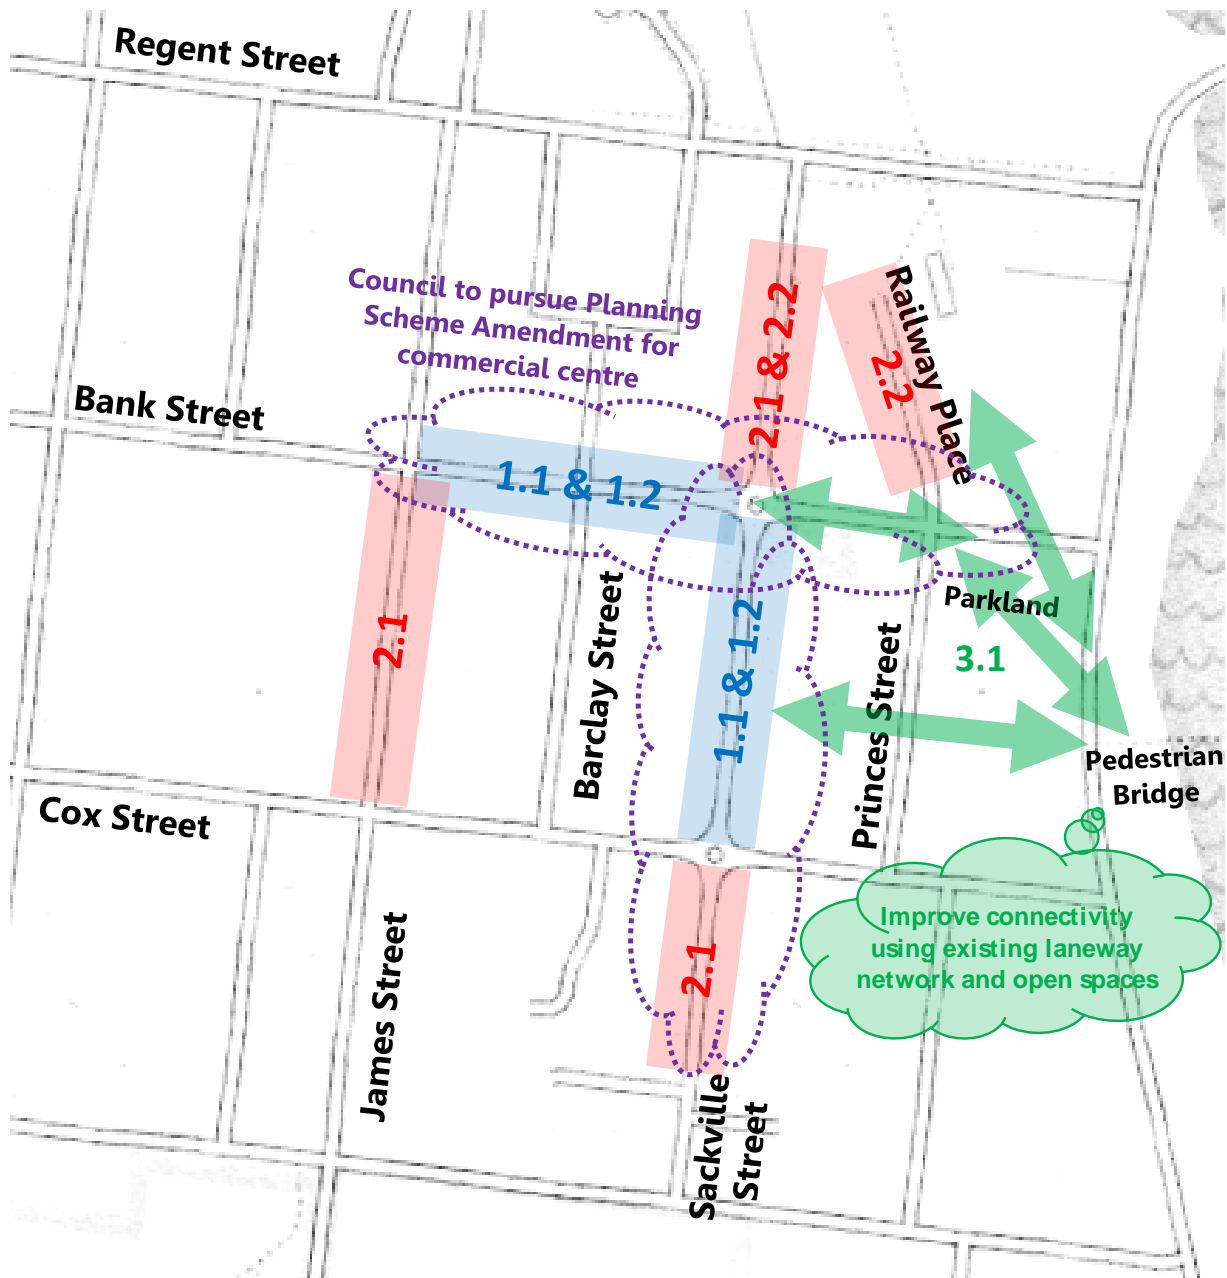 Regent Street
Council to pursue Planning
Scheme Amendment for
commercial centre
2.1 & 2.2
2.2
Railway Place
Bank Street
1.1 & 1.2
2.1
Barclay Street
1.1 & 1.2
Princes Street
Parkland
3.1
Pedestrian
Bridge
Cox Street
Improve connectivity
using existing laneway
network and open spaces
James Street
2.1
Sackville
Street